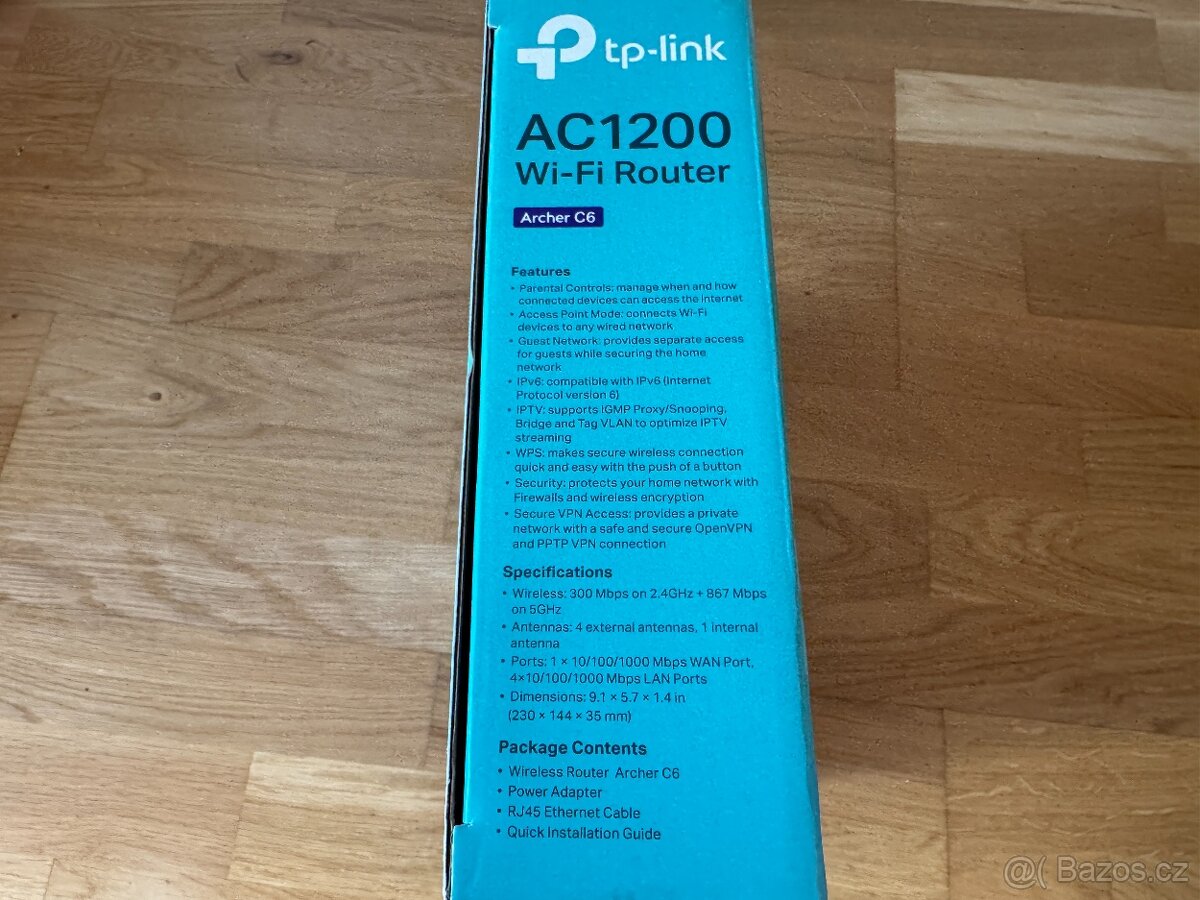 tp-link
AC1200
Wi-Fi Router
Archer C6
Features
• Parental Controls: manage when and how
connected devices can access the internet
• Access Point Mode: connects Wi-Fi
devices to any wired network
• Guest Network: provides separate access
for guests while securing the home
network
• IPv6: compatible with IPv6 (Internet
Protocol version 6)
• IPTV: supports IGMP Proxy/Snooping,
Bridge and Tag VLAN to optimize IPTV
streaming
• WPS: makes secure wireless connection
quick and easy with the push of a button
• Security: protects your home network with
Firewalls and wireless encryption
• Secure VPN Access: provides a private
network with a safe and secure OpenVPN
and PPTP VPN connection
Specifications
• Wireless: 300 Mbps on 2.4GHz + 867 Mbps
on 5GHz
• Antennas: 4 external antennas, 1 internal
antenna
• Ports: 1 × 10/100/1000 Mbps WAN Port,
4×10/100/1000 Mbps LAN Ports
• Dimensions: 9.1 × 5.7 × 1.4 in
(230 × 144 × 35 mm)
Package Contents
• Wireless Router Archer C6
• Power Adapter
• RJ45 Ethernet Cable
• Quick Installation Guide
@( Bazos.cz